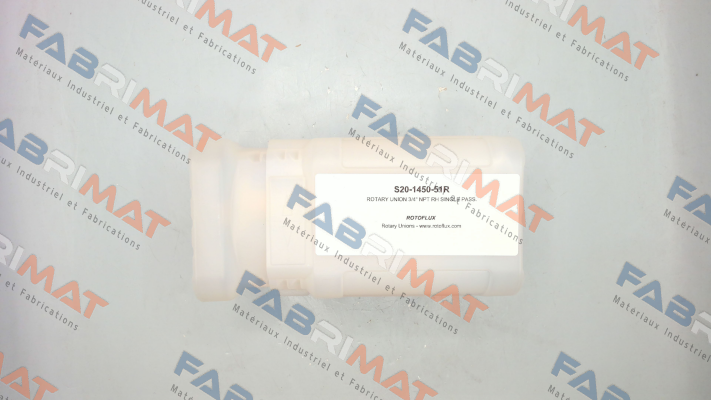 S20-1450-51R
ROTARY UNION 3/4" NPT RH SINGLE PASS
ROTOFLUX
Rotary Unions - www.rotoflux.com
FABRIMAT
Matériaux Industriel et Fabrications